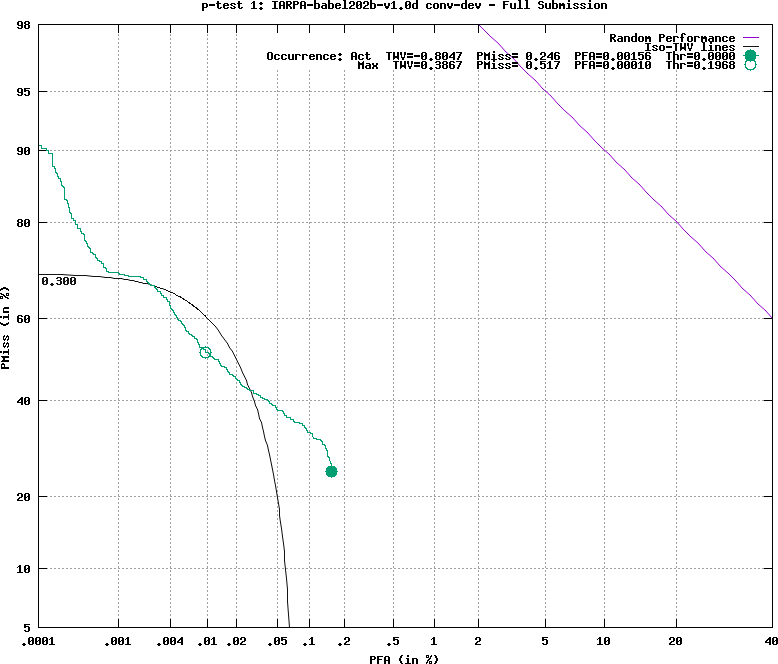 p-test 1: IARPA-babel202b-v1.0d conv-dev - Full Submission
Random Performance
Iso-TWV lines
Occurrence: Act TWV=-0.8047 PMiss= 0.246 PFA=0.00156 Thr=0.0000
Max TWV=0.3867 PMiss= 0.517 PFA=0.00010 Thr=0.1968
98
95
90
80
60
40
20
10
5
PMiss (in %)
0.300
.0001 .001 .004 .01 .02 .05 .1 .2 .5 1 2 5 10 20 40
PFA (in %)